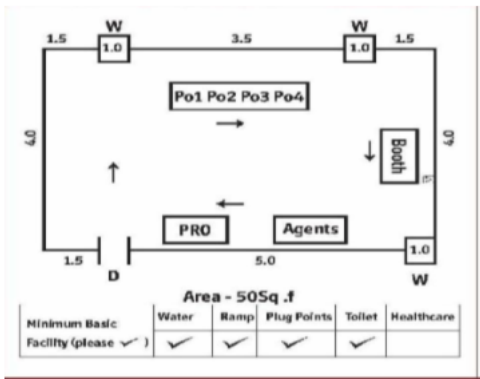 W W
1.5 1.0 3.5 1.0 1.5
Po1 Po2 Po3 Po4
4.0 4.0
Booth
PRO Agents
1.0
1.5 5.0
D W
Area - 50Sq .f
Minimum Basic Facility (please ✓ ) Water Ramp Plug Points Toilet Healthcare
✓ ✓ ✓ ✓